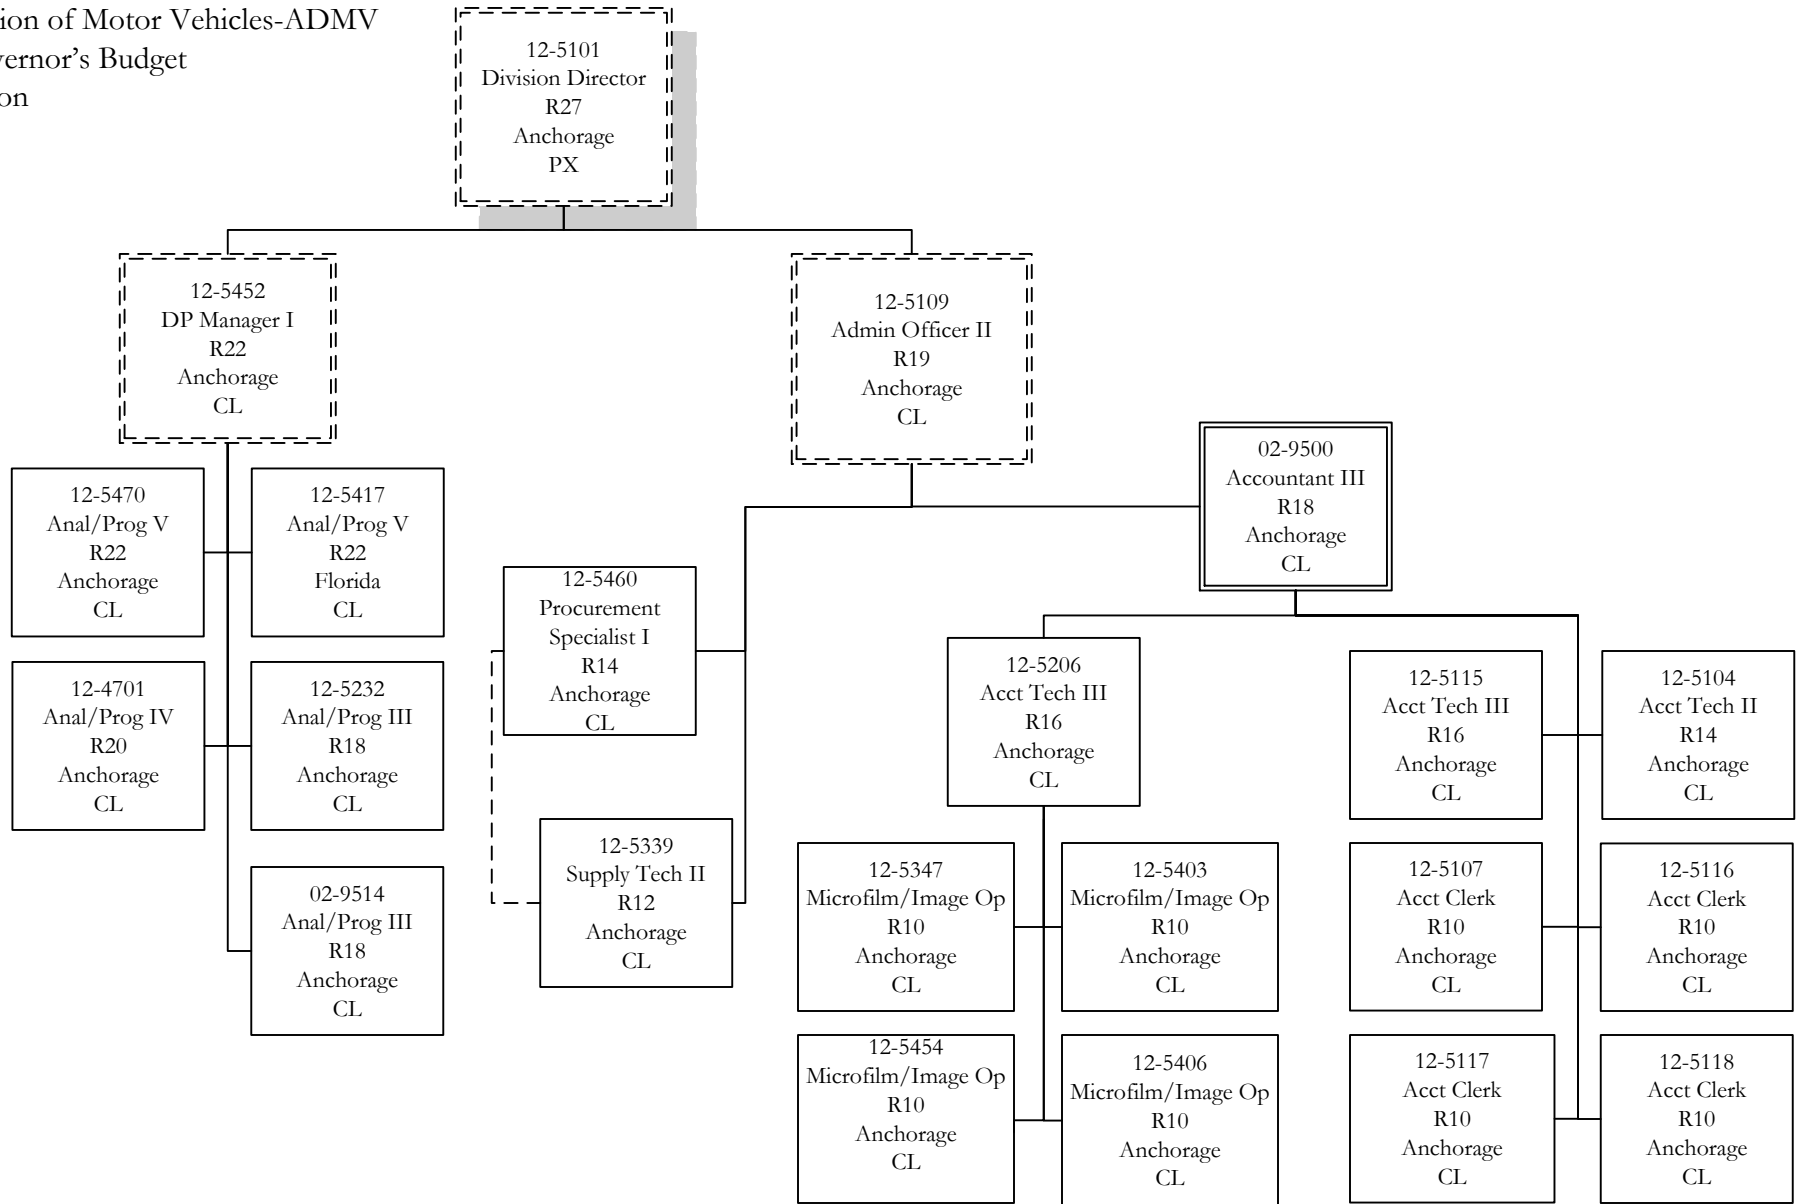 ion of Motor Vehicles-ADMV
vernor's Budget
on
12-5101
Division Director
R27
Anchorage
PX
12-5452
DP Manager I
R22
Anchorage
CL
12-5109
Admin Officer II
R19
Anchorage
CL
02-9500
Accountant III
R18
Anchorage
CL
12-5470
Anal/Prog V
R22
Anchorage
CL
12-5417
Anal/Prog V
R22
Florida
CL
12-4701
Anal/Prog IV
R20
Anchorage
CL
12-5232
Anal/Prog III
R18
Anchorage
CL
02-9514
Anal/Prog III
R18
Anchorage
CL
12-5460
Procurement
Specialist I
R14
Anchorage
CL
12-5339
Supply Tech II
R12
Anchorage
CL
12-5206
Acct Tech III
R16
Anchorage
CL
12-5347
Microfilm/Image Op
R10
Anchorage
CL
12-5403
Microfilm/Image Op
R10
Anchorage
CL
12-5454
Microfilm/Image Op
R10
Anchorage
CL
12-5406
Microfilm/Image Op
R10
Anchorage
CL
12-5115
Acct Tech III
R16
Anchorage
CL
12-5104
Acct Tech II
R14
Anchorage
CL
12-5107
Acct Clerk
R10
Anchorage
CL
12-5116
Acct Clerk
R10
Anchorage
CL
12-5117
Acct Clerk
R10
Anchorage
CL
12-5118
Acct Clerk
R10
Anchorage
CL